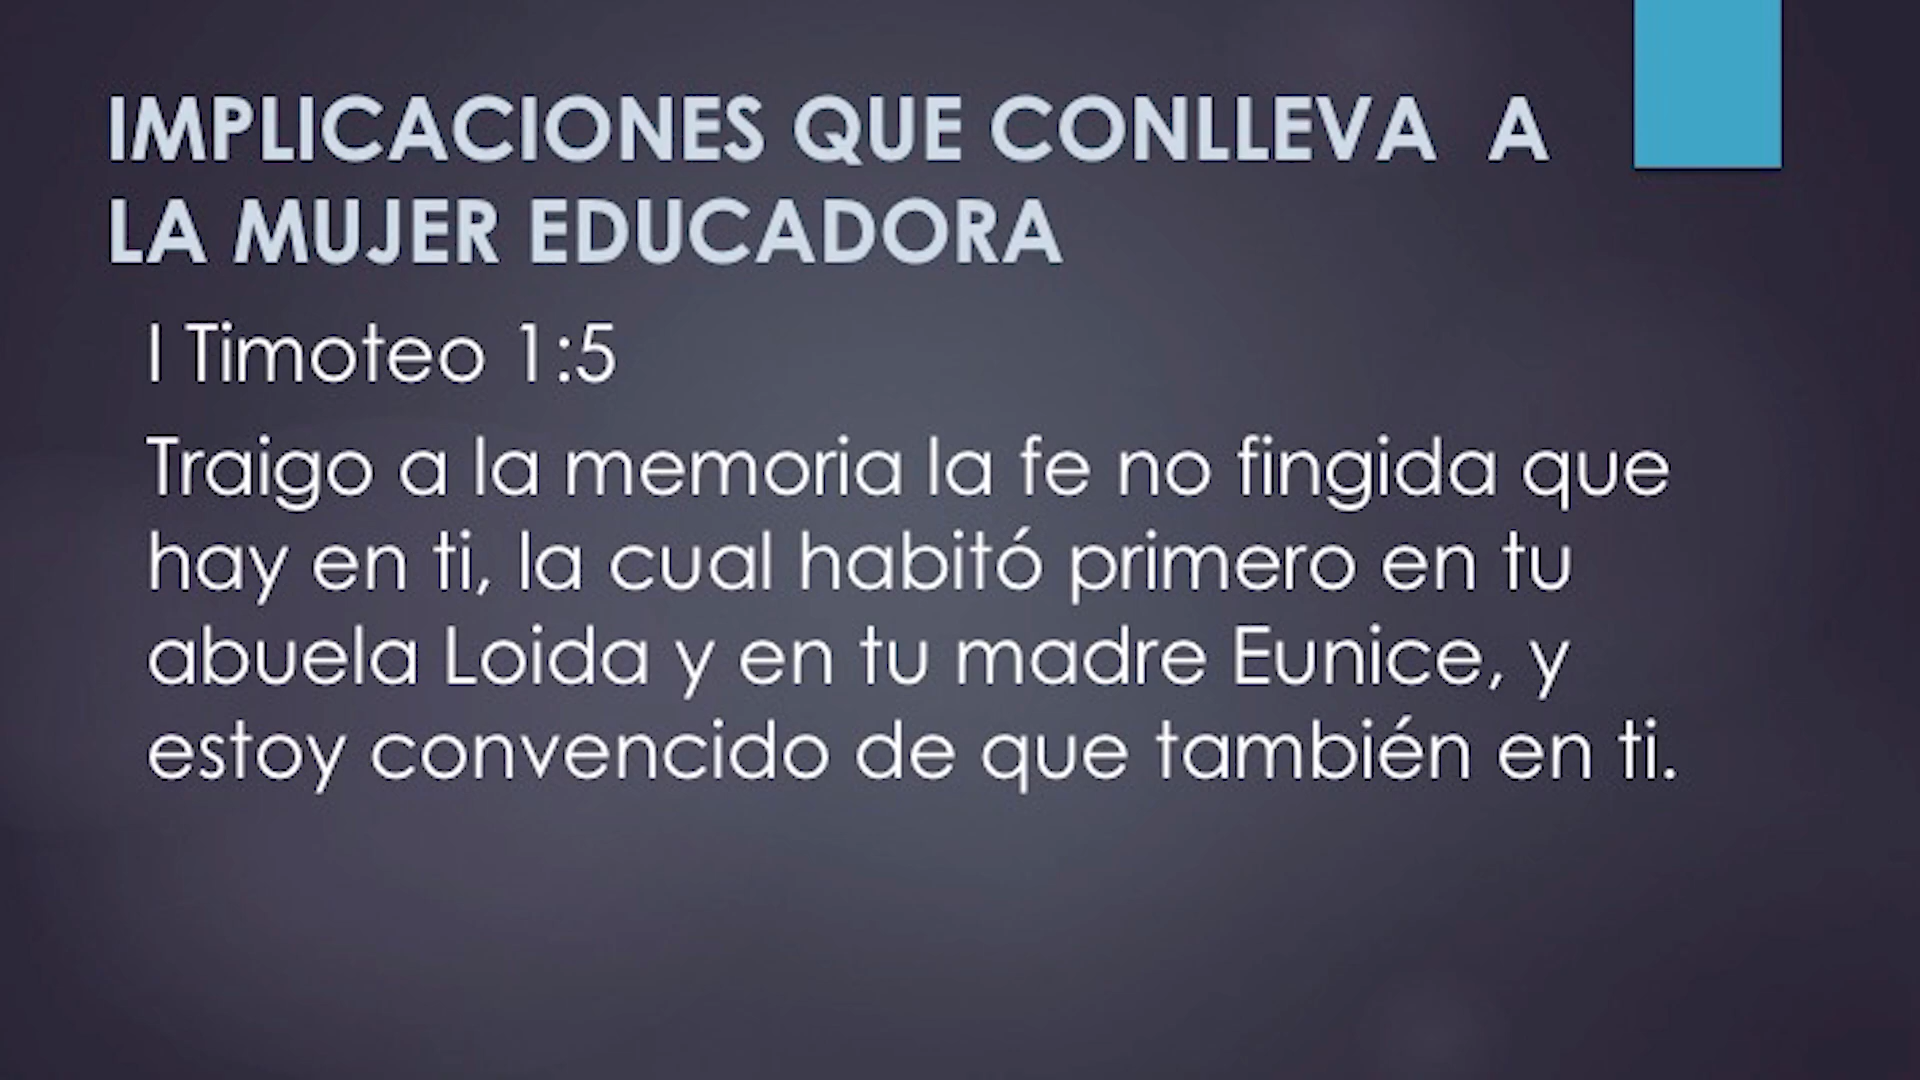 IMPLICACIONES QUE CONLLEVA  A
LA MUJER EDUCADORA
I Timoteo 1:5
Traigo a la memoria la fe no fingida que
hay en ti, la cual habitó primero en tu
abuela Loida y en tu madre Eunice, y
estoy convencido de que también en ti.